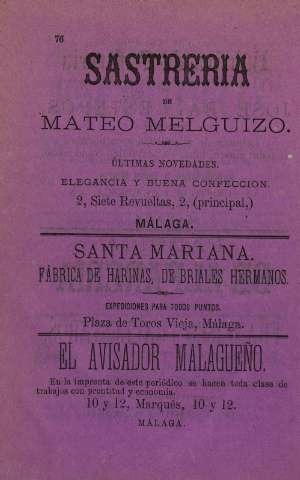 76
SASTRERIA
DE
MATEO MELGUIZO.
ÚLTIMAS NOVEDADES.
ELEGANCIA Y BUENA CONFECCION.
2, Siete Revueltas, 2, (principal,)
MÁLAGA.
SANTA MARIANA.
FÁBRICA DE HARINAS, DE BRIALES HERMANOS.
EXPEDICIONES PARA TODOS PUNTOS.
Plaza de Toros Vieja, Málaga.
EL AVISADOR MALAGUEÑO.
En la imprenta de este periódico se hacen toda clase de
trabajos con prontitud y economía.
10 y 12, Marqués, 10 y 12.
MÁLAGA.